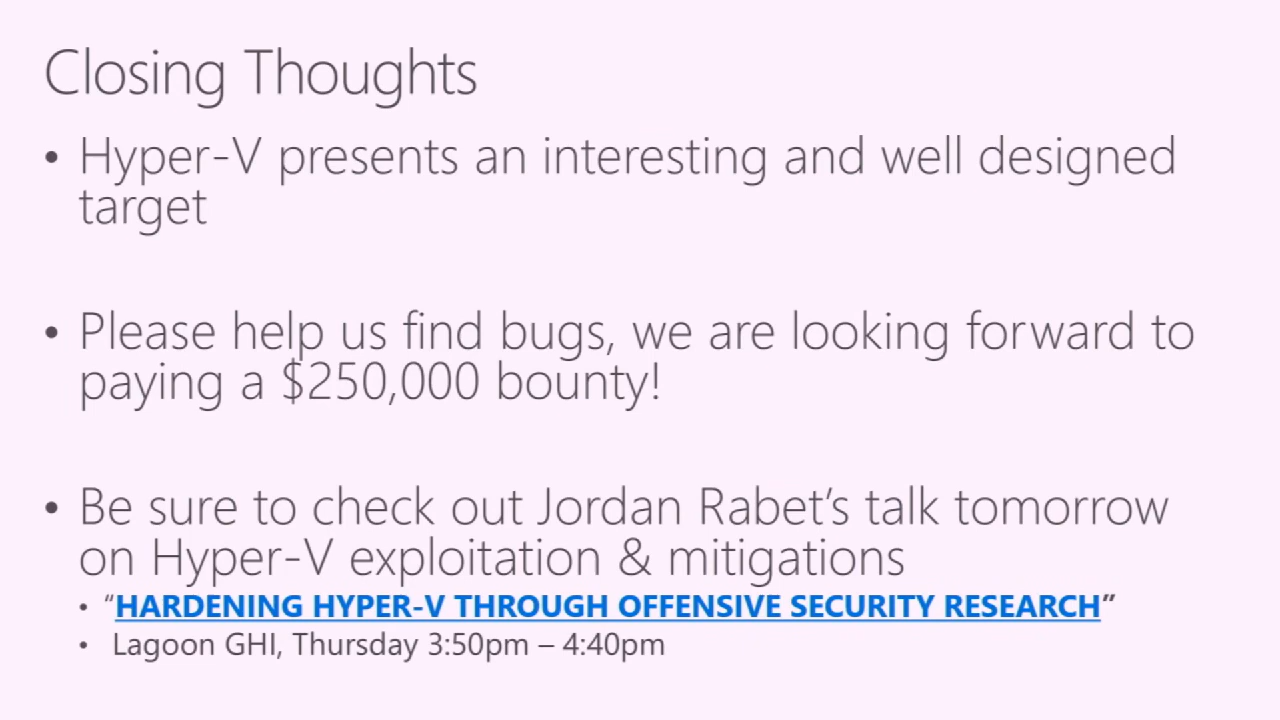 Closing Thoughts
• Hyper-V presents an interesting and well designed
target
• Please help us find bugs, we are looking forward to
paying a $250,000 bounty!
• Be sure to check out Jordan Rabet’s talk tomorrow
on Hyper-V exploitation & mitigations
• “HARDENING HYPER-V THROUGH OFFENSIVE SECURITY RESEARCH”
• Lagoon GHI, Thursday 3:50pm – 4:40pm